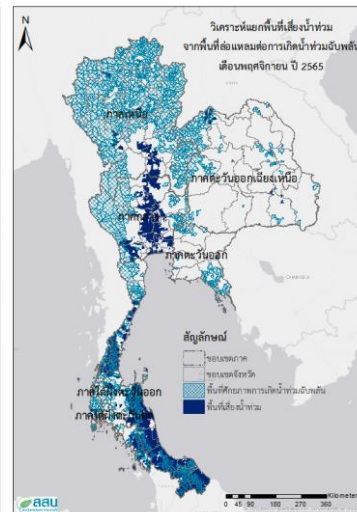 วิเคราะห์แยกพื้นที่เสี่ยงน้ำท่วม
จากพื้นที่ล่อแหลมต่อการเกิดน้ำท่วมฉับพลัน
เดือนพฤศจิกายน ปี 2565
N
ภาคเหนือ
ภาคตะวันออกเฉียงเหนือ
ภาคกลาง
ภาคตะวันออก
CAMBODIA
ภาคใต้ฝั่งตะวันออก
ภาคใต้ฝั่งตะวันตก
สัญลักษณ์
ขอบเขตภาค
ขอบเขตจังหวัด
พื้นที่ศักยภาพการเกิดน้ำท่วมฉับพลัน
พื้นที่เสี่ยงน้ำท่วม
Kilometers
0 45 90 180 270 360
สสน